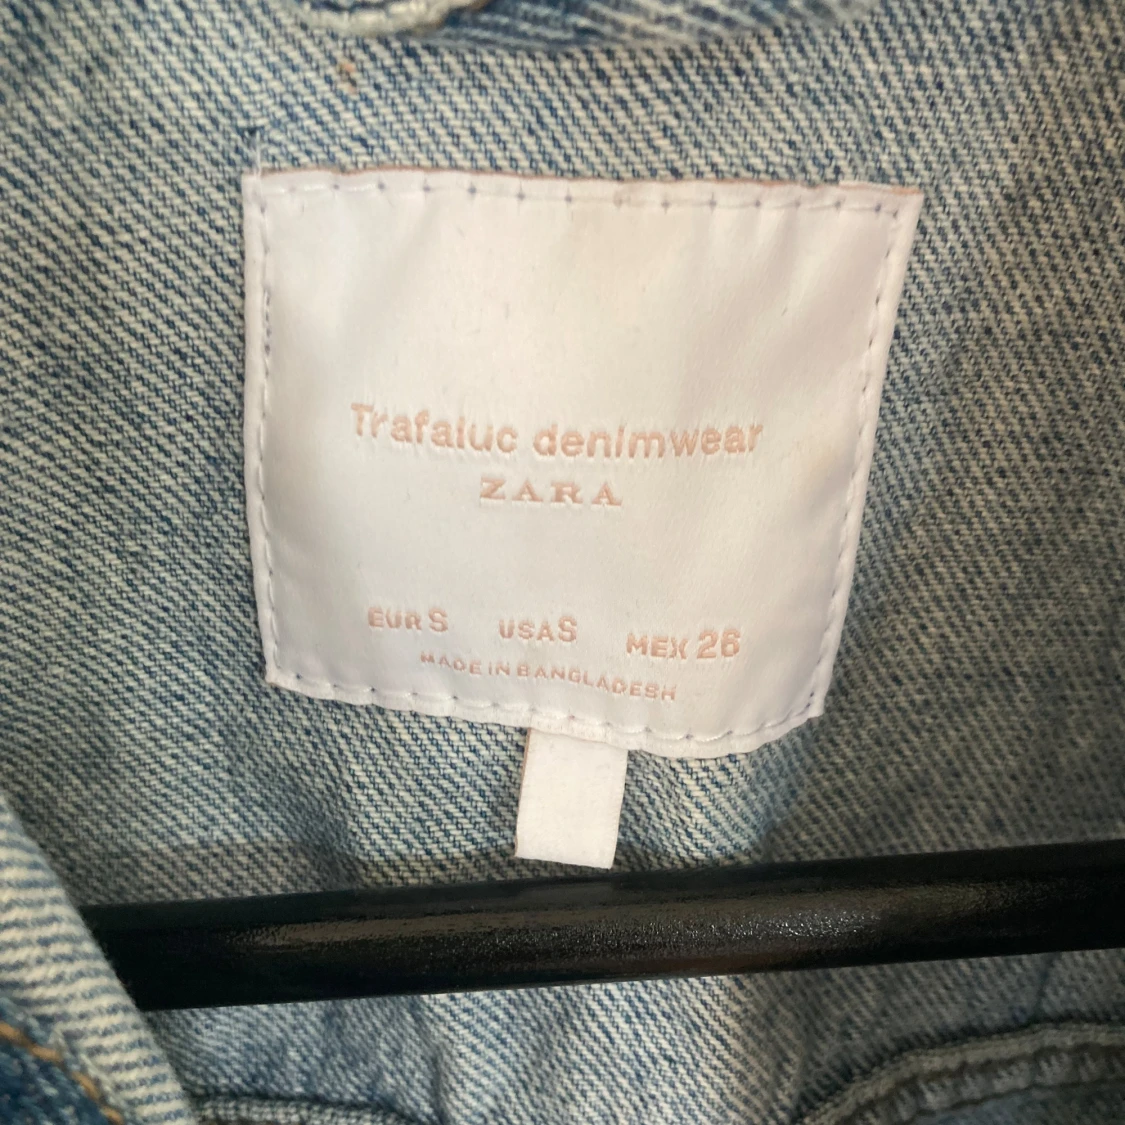 Trafaluc denimwear
ZARA
EUR S USA S MEX 26
MADE IN BANGLADESH